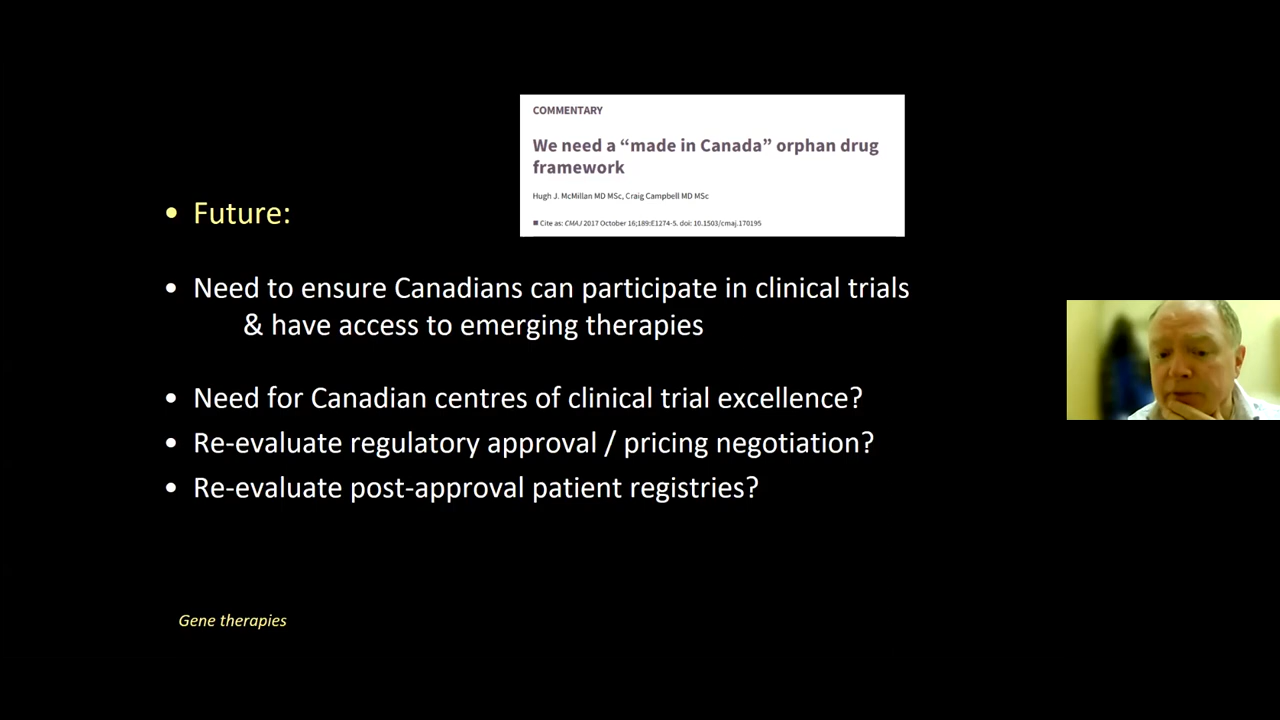 COMMENTARY
We need a “made in Canada” orphan drug
framework
Hugh J. McMillan MD MSc, Craig Campbell MD MSc
■ Cite as: CMAJ 2017 October 16;189:E1274-5. doi: 10.1503/cmaj.170195
• Future:
• Need to ensure Canadians can participate in clinical trials
& have access to emerging therapies
• Need for Canadian centres of clinical trial excellence?
• Re-evaluate regulatory approval / pricing negotiation?
• Re-evaluate post-approval patient registries?
Gene therapies